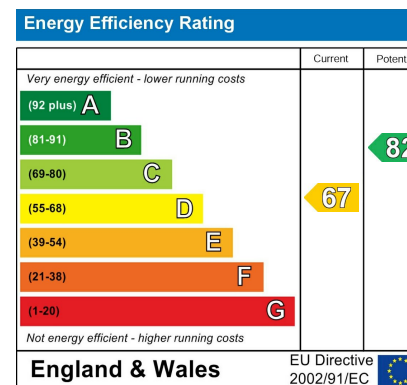 Energy Efficiency Rating
Current Potent
Very energy efficient - lower running costs
(92 plus) A
(81-91) B
82
(69-80) C
(55-68) D
67
(39-54) E
(21-38) F
(1-20) G
Not energy efficient - higher running costs
England & Wales
EU Directive
2002/91/EC